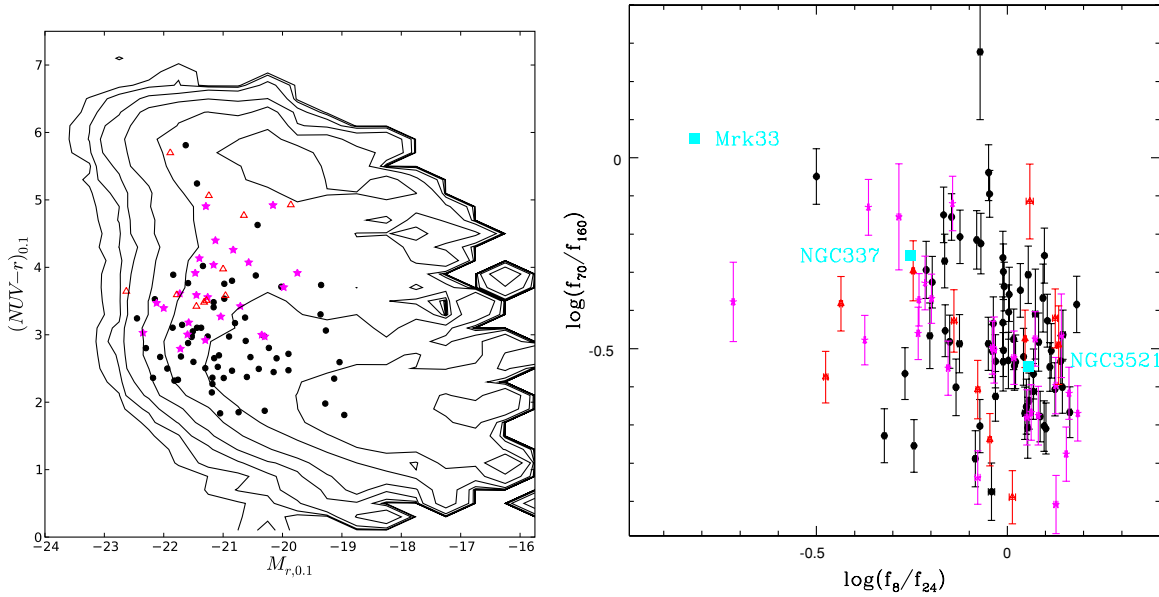 7
6
5
4
3
2
1
0
(NUV−r)0.1
−24 −23 −22 −21 −20 −19 −18 −17 −16
Mr,0.1
0
-0.5
log(f70/f160)
Mrk33
NGC337
NGC3521
-0.5 0
log(f8/f24)